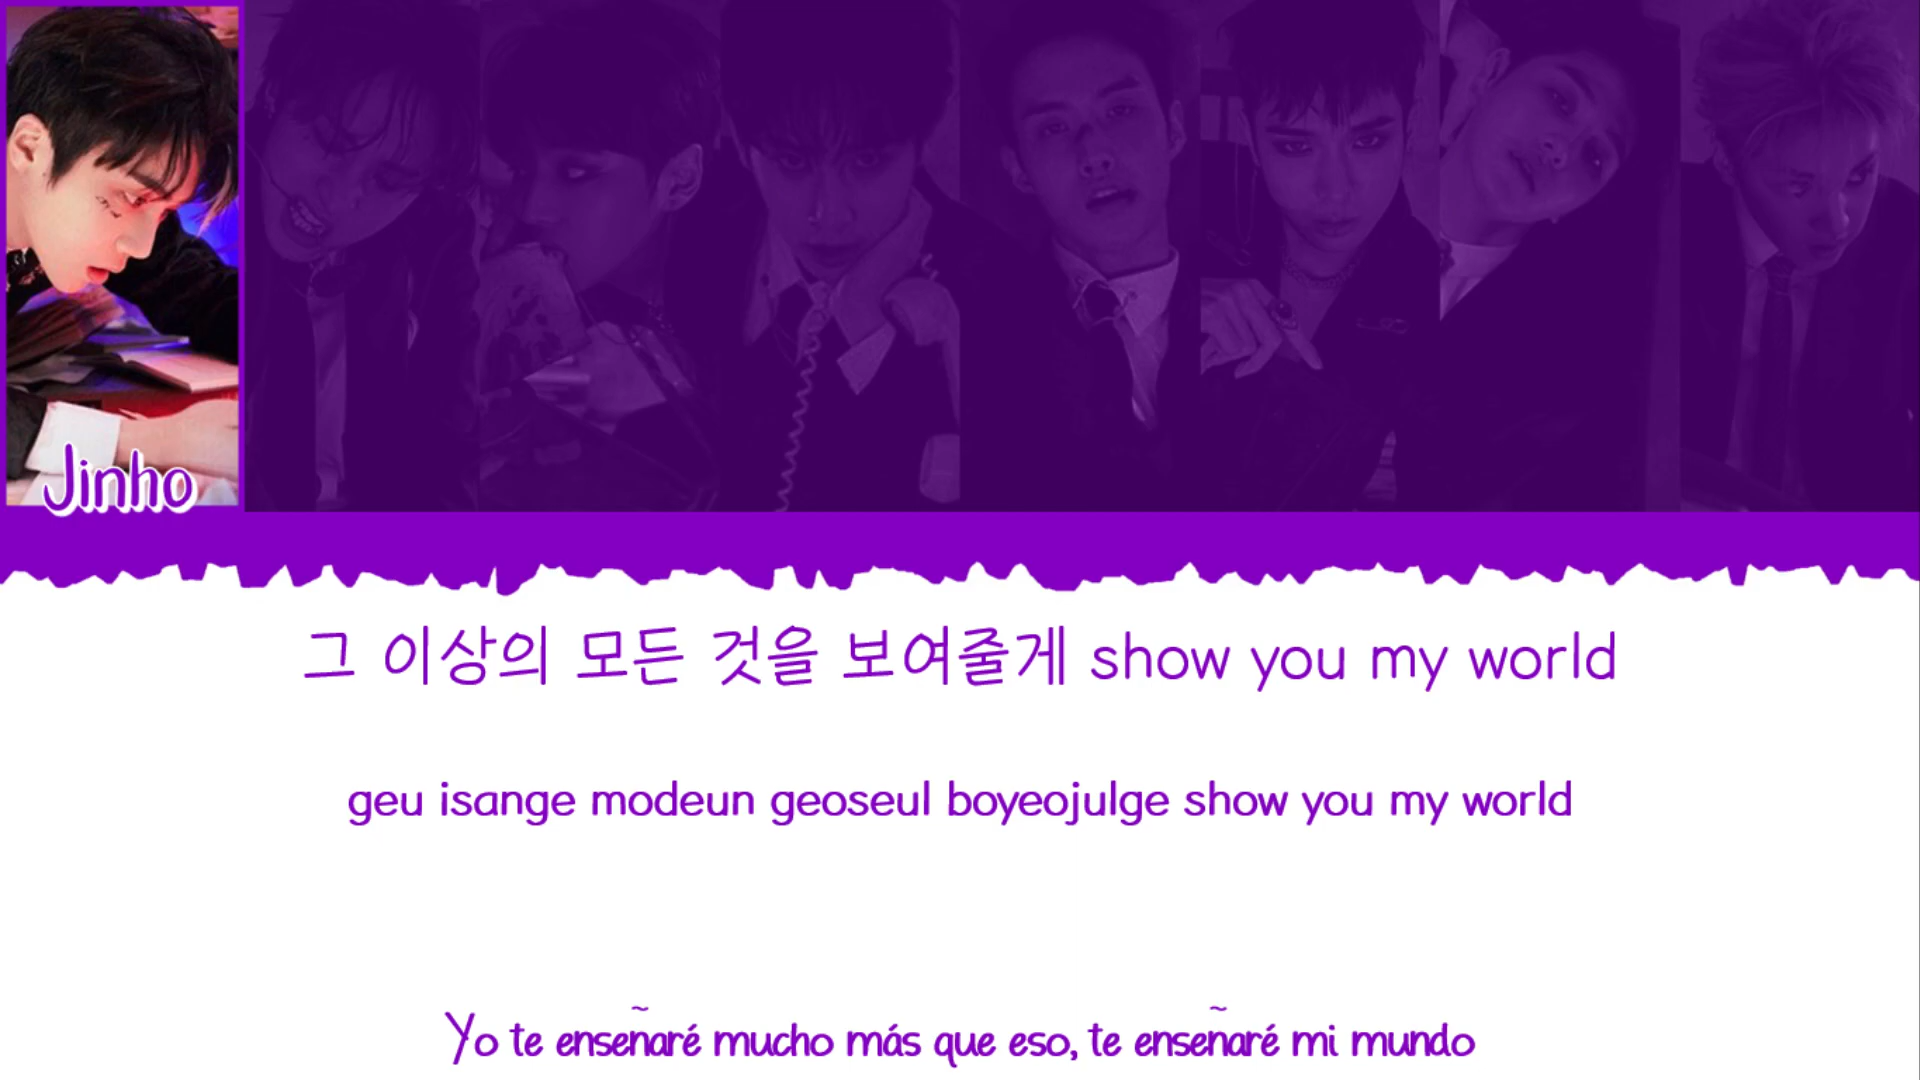 Jinho
그 이상의 모든 것을 보여줄게 show you my world
geu isange modeun geoseul boyeojulge show you my world
Yo te enseñaré mucho más que eso, te enseñaré mi mundo